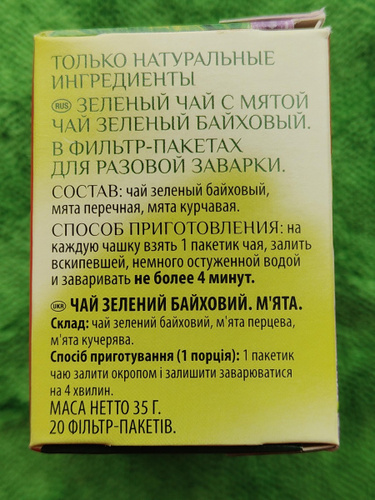 ТОЛЬКО НАТУРАЛЬНЫЕ
ИНГРЕДИЕНТЫ
RUS ЗЕЛЕНЫЙ ЧАЙ С МЯТОЙ
ЧАЙ ЗЕЛЕНЫЙ БАЙХОВЫЙ.
В ФИЛЬТР-ПАКЕТАХ
ДЛЯ РАЗОВОЙ ЗАВАРКИ.
СОСТАВ: чай зеленый байховый,
мята перечная, мята курчавая.
СПОСОБ ПРИГОТОВЛЕНИЯ: на
каждую чашку взять 1 пакетик чая, залить
вскипевшей, немного остуженной водой
и заваривать не более 4 минут.
UKR ЧАЙ ЗЕЛЕНИЙ БАЙХОВИЙ. М'ЯТА.
Склад: чай зелений байховий, м'ята перцева,
м'ята кучерява.
Спосіб приготування (1 порція): 1 пакетик
чаю залити окропом і залишити заварюватися
на 4 хвилин.
МАСА НЕТТО 35 Г.
20 ФІЛЬТР-ПАКЕТІВ.